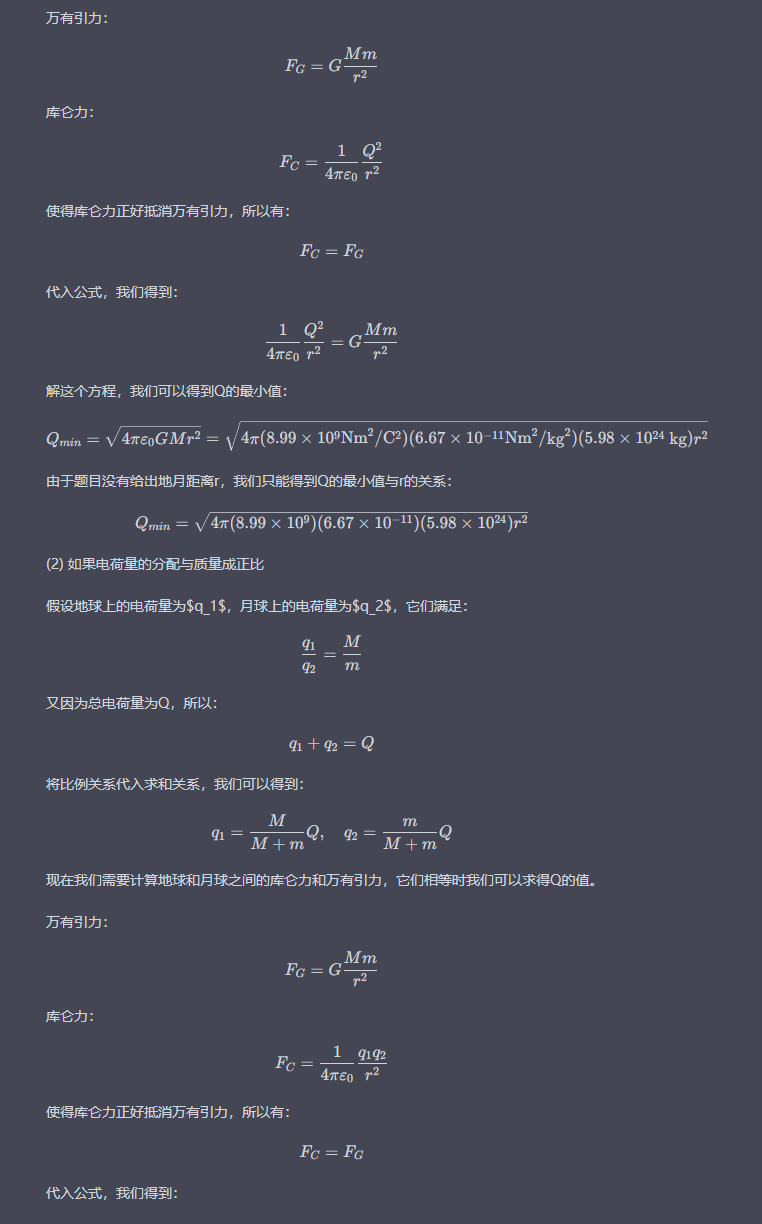 万有引力：
F_G = G \frac{Mm}{r^2}
库仑力：
F_C = \frac{1}{4\pi\varepsilon_0} \frac{Q^2}{r^2}
使得库仑力正好抵消万有引力，所以有：
F_C = F_G
代入公式，我们得到：
\frac{1}{4\pi\varepsilon_0} \frac{Q^2}{r^2} = G \frac{Mm}{r^2}
解这个方程，我们可以得到Q的最小值：
Q_{min} = \sqrt{4\pi\varepsilon_0 GMr^2} = \sqrt{4\pi(8.99 \times 10^9 \text{Nm}^2/\text{C}^2)(6.67 \times 10^{-11} \text{Nm}^2/\text{kg}^2)(5.98 \times 10^{24} \text{ kg})r^2}
由于题目没有给出地月距离r，我们只能得到Q的最小值与r的关系：
Q_{min} = \sqrt{4\pi(8.99 \times 10^9)(6.67 \times 10^{-11})(5.98 \times 10^{24})r^2}
(2) 如果电荷量的分配与质量成正比
假设地球上的电荷量为$q_1$，月球上的电荷量为$q_2$，它们满足：
\frac{q_1}{q_2} = \frac{M}{m}
又因为总电荷量为Q，所以：
q_1 + q_2 = Q
将比例关系代入求和关系，我们可以得到：
q_1 = \frac{M}{M+m}Q, \quad q_2 = \frac{m}{M+m}Q
现在我们需要计算地球和月球之间的库仑力和万有引力，它们相等时我们可以求得Q的值。
万有引力：
F_G = G \frac{Mm}{r^2}
库仑力：
F_C = \frac{1}{4\pi\varepsilon_0} \frac{q_1q_2}{r^2}
使得库仑力正好抵消万有引力，所以有：
F_C = F_G
代入公式，我们得到：